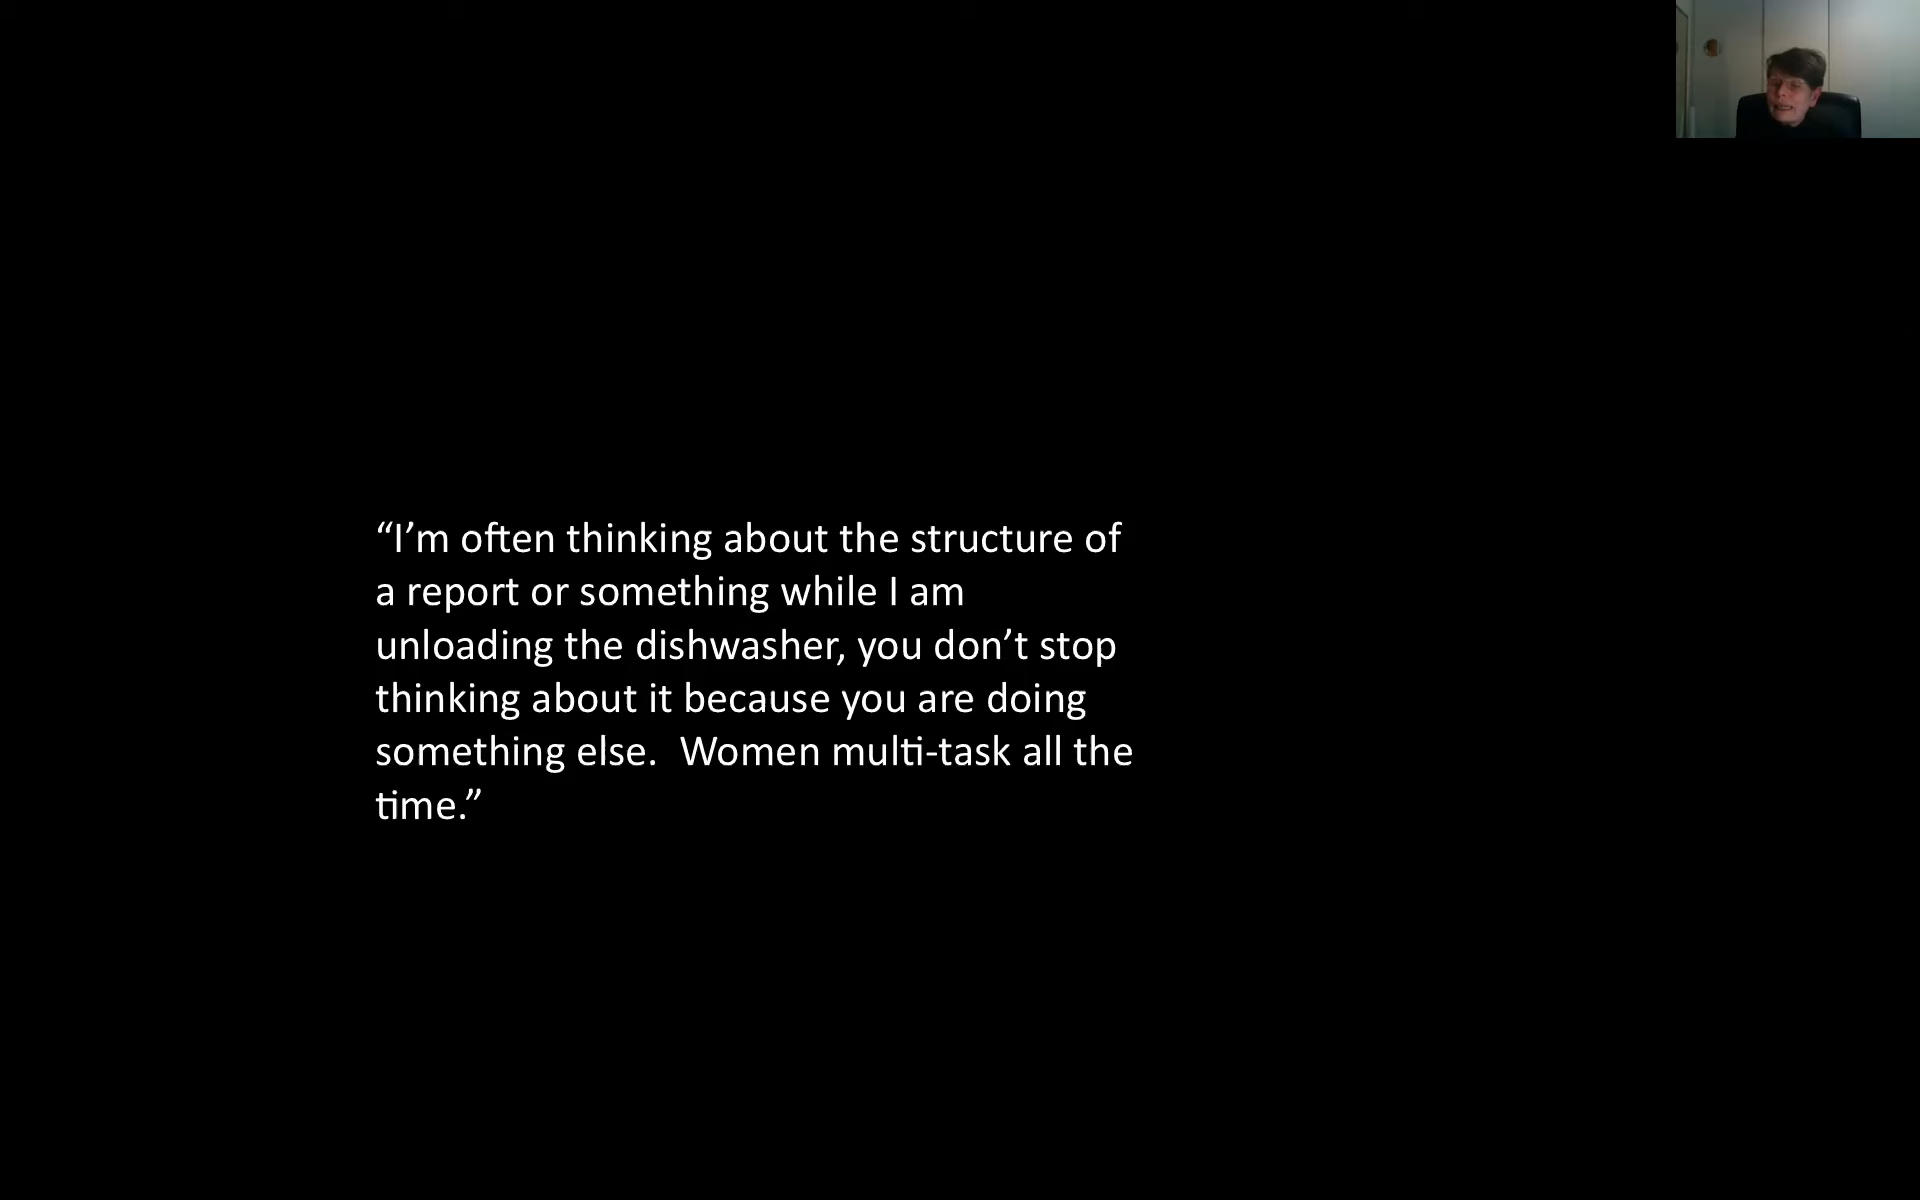 “I’m often thinking about the structure of
a report or something while I am
unloading the dishwasher, you don’t stop
thinking about it because you are doing
something else.  Women multi-task all the
time.”